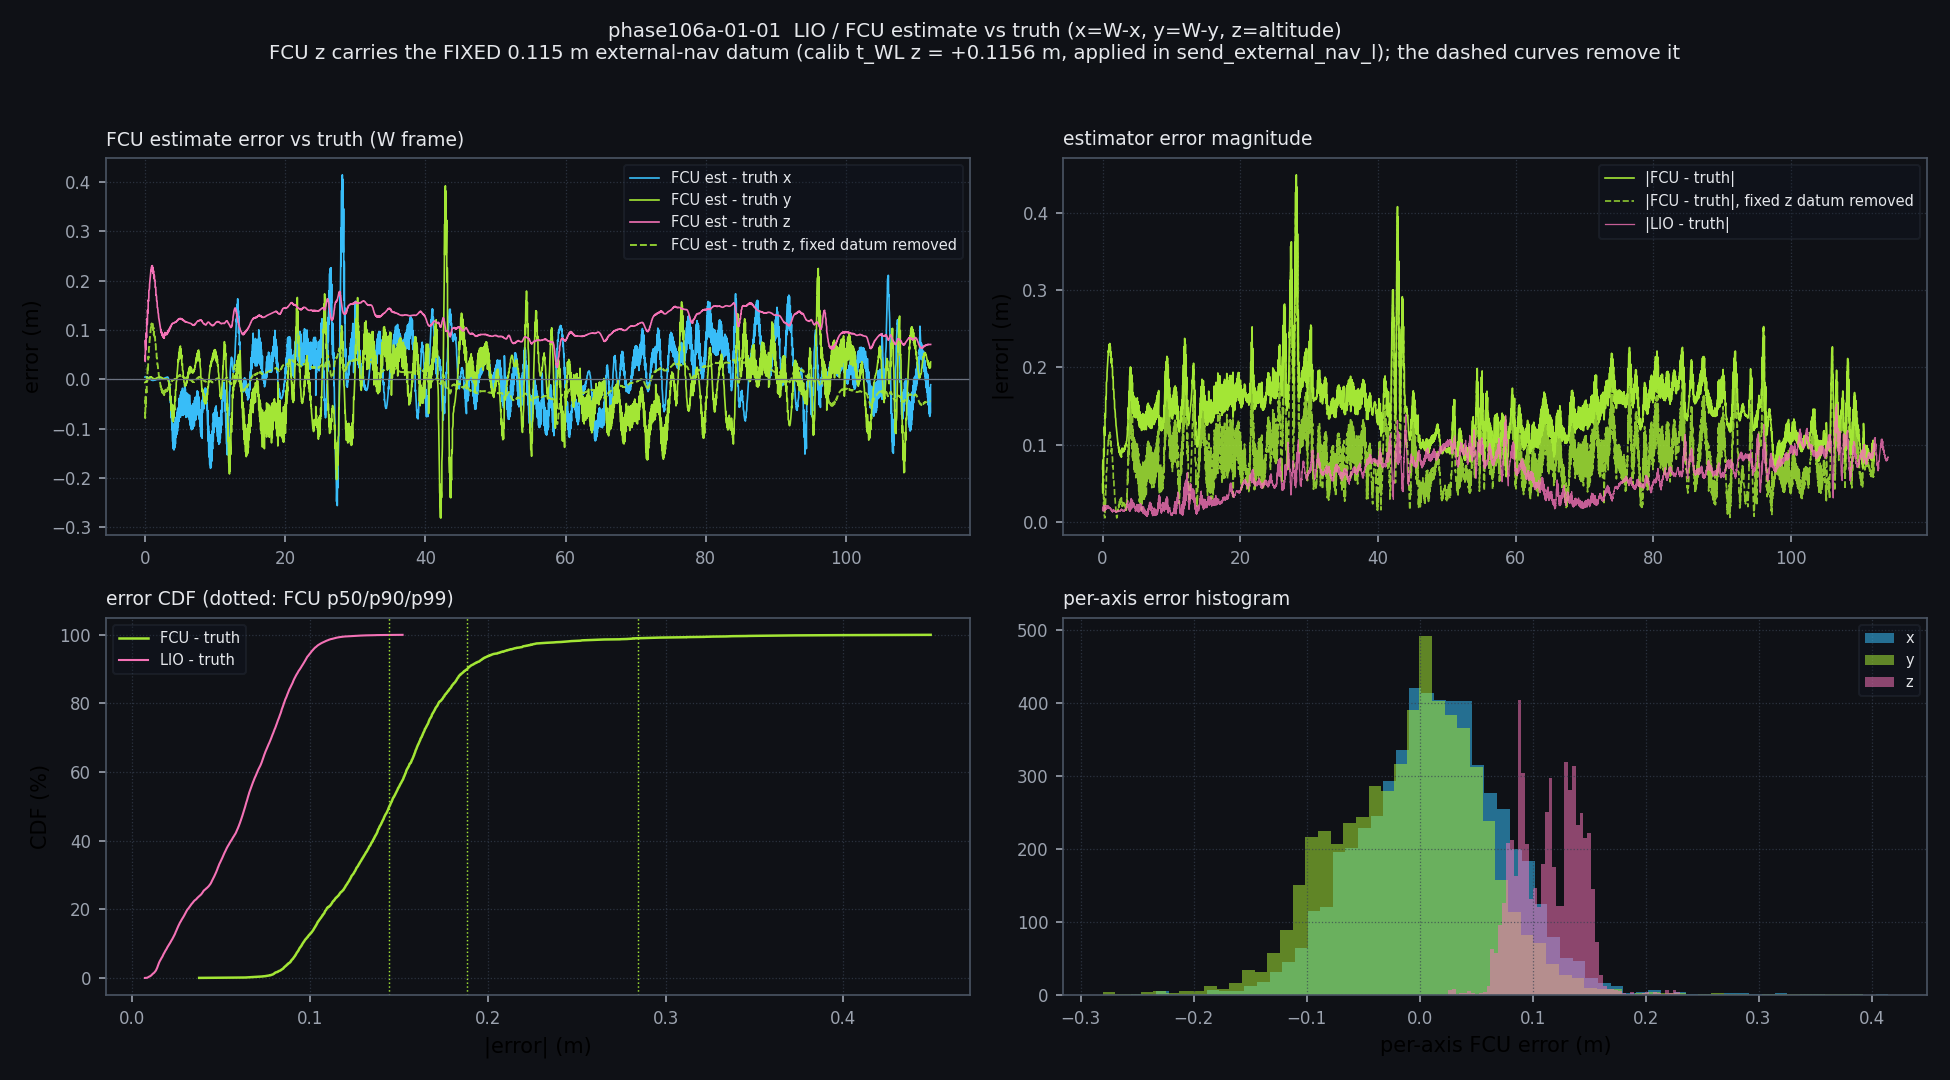 phase106a-01-01  LIO / FCU estimate vs truth (x=W-x, y=W-y, z=altitude)
FCU z carries the FIXED 0.115 m external-nav datum (calib t_WL z = +0.1156 m, applied in send_external_nav_l); the dashed curves remove it
FCU estimate error vs truth (W frame)
error (m)
0.4
0.3
0.2
0.1
0.0
−0.1
−0.2
−0.3
0
20
40
60
80
100
FCU est - truth x
FCU est - truth y
FCU est - truth z
FCU est - truth z, fixed datum removed
estimator error magnitude
|error| (m)
0.4
0.3
0.2
0.1
0.0
0
20
40
60
80
100
|FCU - truth|
|FCU - truth|, fixed z datum removed
|LIO - truth|
error CDF (dotted: FCU p50/p90/p99)
CDF (%)
100
80
60
40
20
0
0.0
0.1
0.2
0.3
0.4
|error| (m)
FCU - truth
LIO - truth
per-axis error histogram
500
400
300
200
100
0
−0.3
−0.2
−0.1
0.0
0.1
0.2
0.3
0.4
per-axis FCU error (m)
x
y
z